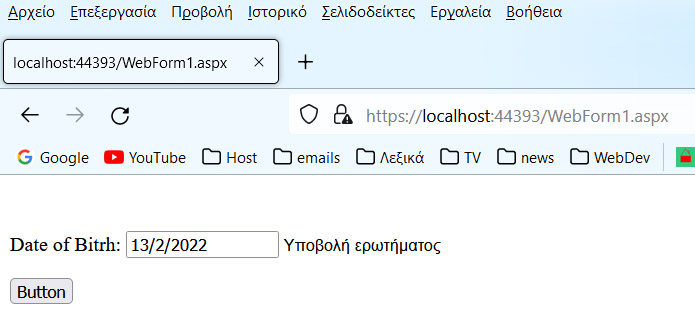 Αρχείο Επεξεργασία Προβολή Ιστορικό Σελιδοδείκτες Εργαλεία Βοήθεια
localhost:44393/WebForm1.aspx
https://localhost:44393/WebForm1.aspx
Google YouTube Host emails Λεξικά TV news WebDev
Date of Bitrh: 13/2/2022 Υποβολή ερωτήματος
Button